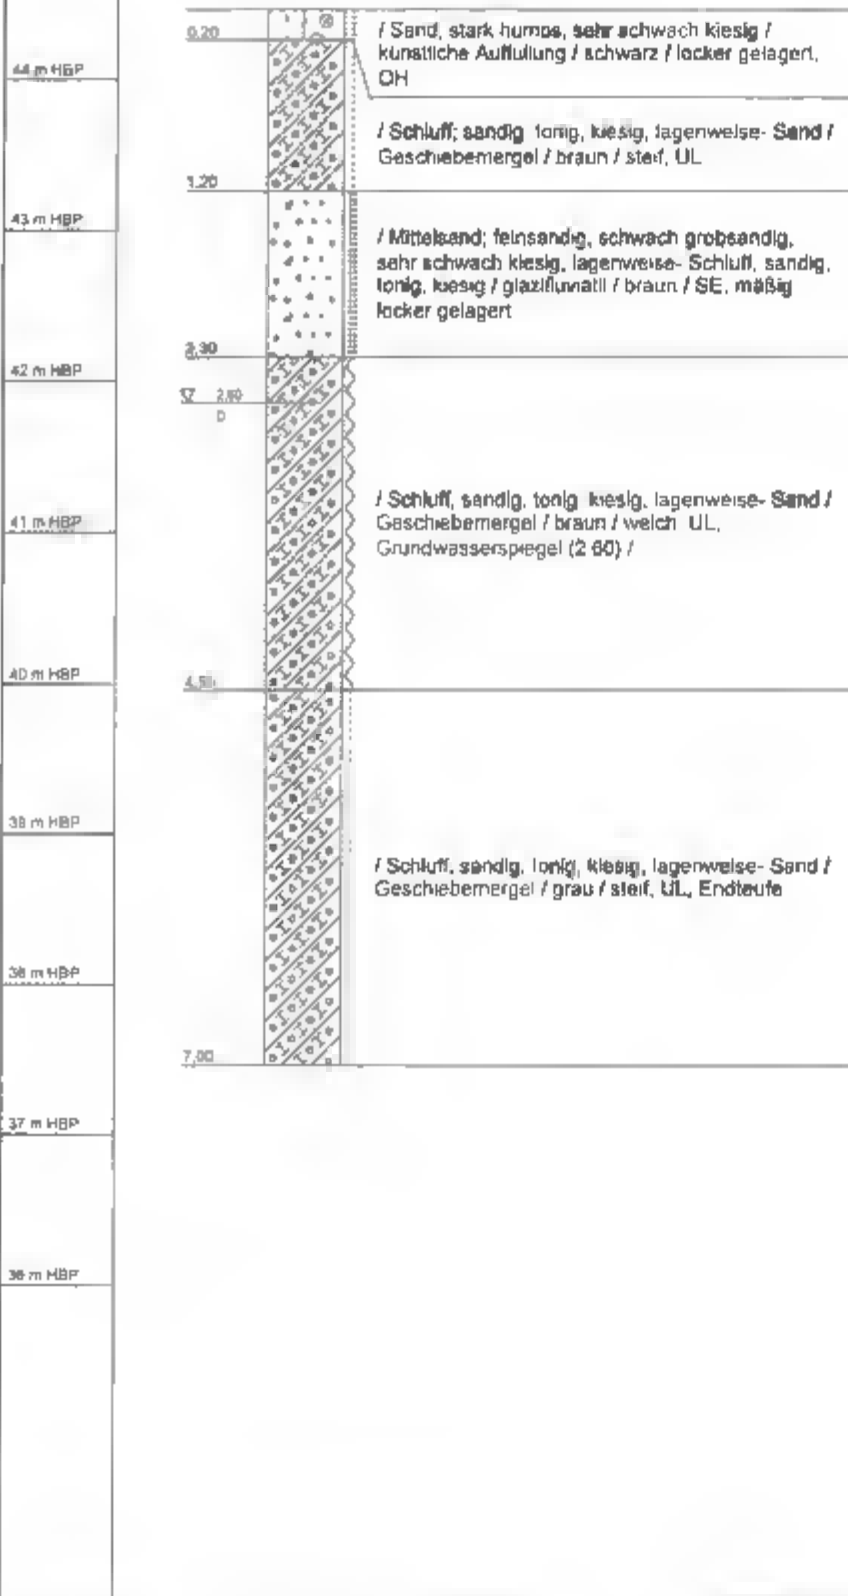 0,20
/ Sand, stark humos, sehr schwach kiesig /
künstliche Auffüllung / schwarz / locker gelagert,
OH
44 m HBP
/ Schluff; sandig, tonig, kiesig, lagenweise- Sand /
Geschiebemergel / braun / steif, UL
1,20
43 m HBP
/ Mittelsand; feinsandig, schwach grobsandig,
sehr schwach kiesig, lagenweise- Schluff, sandig,
tonig, kiesig / glazifluviatil / braun / SE, mäßig
locker gelagert
2,30
42 m HBP
2,60
41 m HBP
/ Schluff, sandig, tonig, kiesig, lagenweise- Sand /
Geschiebemergel / braun / weich, UL,
Grundwasserspiegel (2.60) /
40 m HBP
4,50
39 m HBP
/ Schluff, sandig, tonig, kiesig, lagenweise- Sand /
Geschiebemergel / grau / steif, UL, Endteufe
38 m HBP
7,00
37 m HBP
36 m HBP